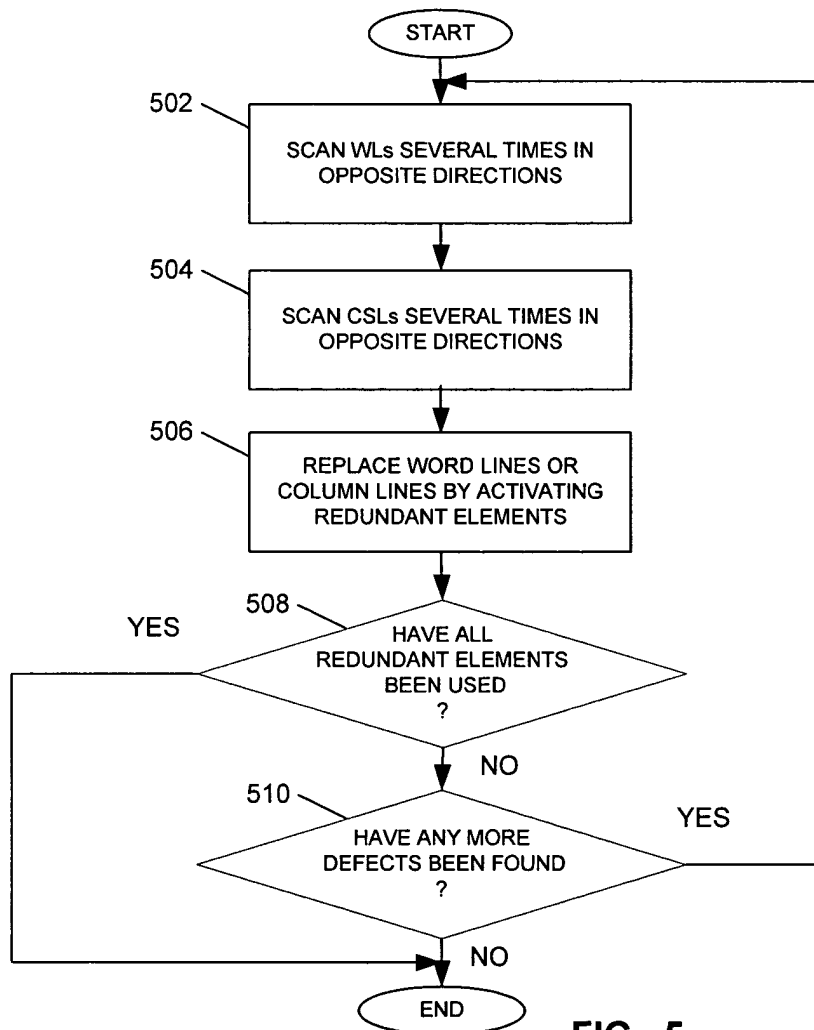 START
502
SCAN WLs SEVERAL TIMES IN
OPPOSITE DIRECTIONS
504
SCAN CSLs SEVERAL TIMES IN
OPPOSITE DIRECTIONS
506
REPLACE WORD LINES OR
COLUMN LINES BY ACTIVATING
REDUNDANT ELEMENTS
508
YES
HAVE ALL
REDUNDANT ELEMENTS
BEEN USED
?
NO
510
YES
HAVE ANY MORE
DEFECTS BEEN FOUND
?
NO
END
FIG. 5